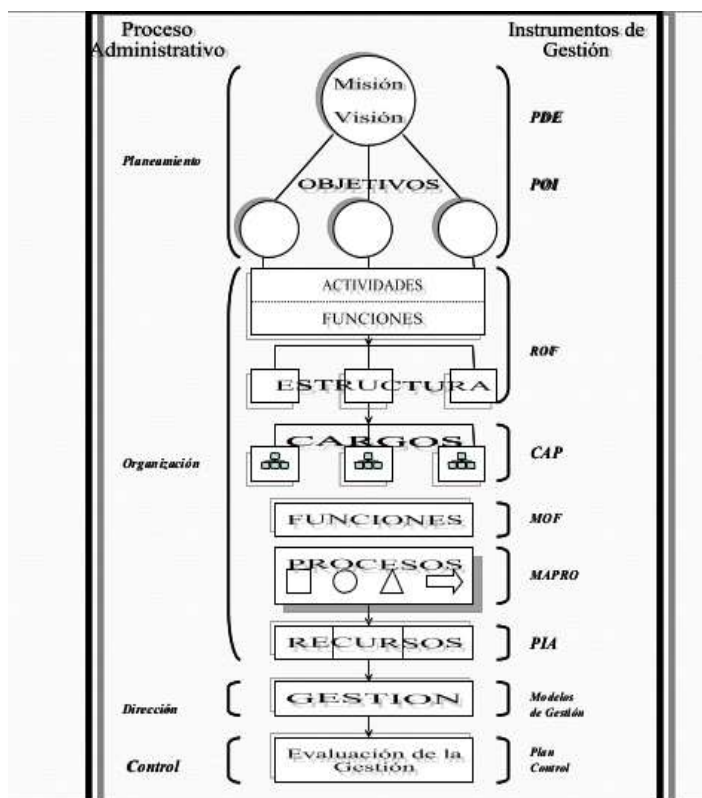 Proceso
Administrativo
Instrumentos de
Gestión
Misión
Visión
PDE
Planeamiento
OBJETIVOS
POI
ACTIVIDADES
FUNCIONES
ROF
ESTRUCTURA
CARGOS
CAP
Organización
FUNCIONES
MOF
PROCESOS
MAPRO
RECURSOS
PIA
Dirección
GESTION
Modelos
de Gestión
Control
Evaluación de la
Gestión
Plan
Control